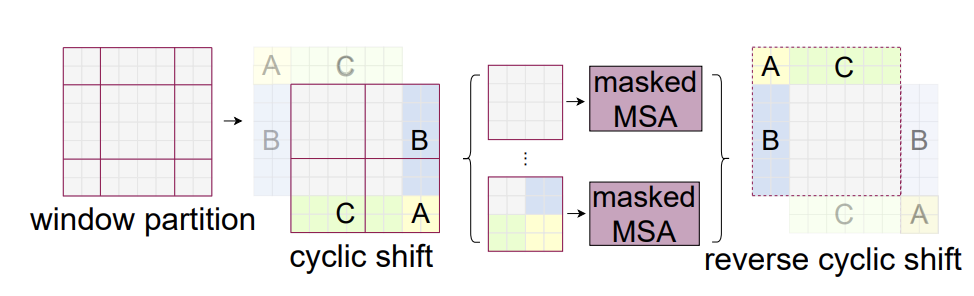 A
C
B
B
C
A
masked
MSA
⋮
masked
MSA
A
C
B
B
C
A
window partition
cyclic shift
reverse cyclic shift